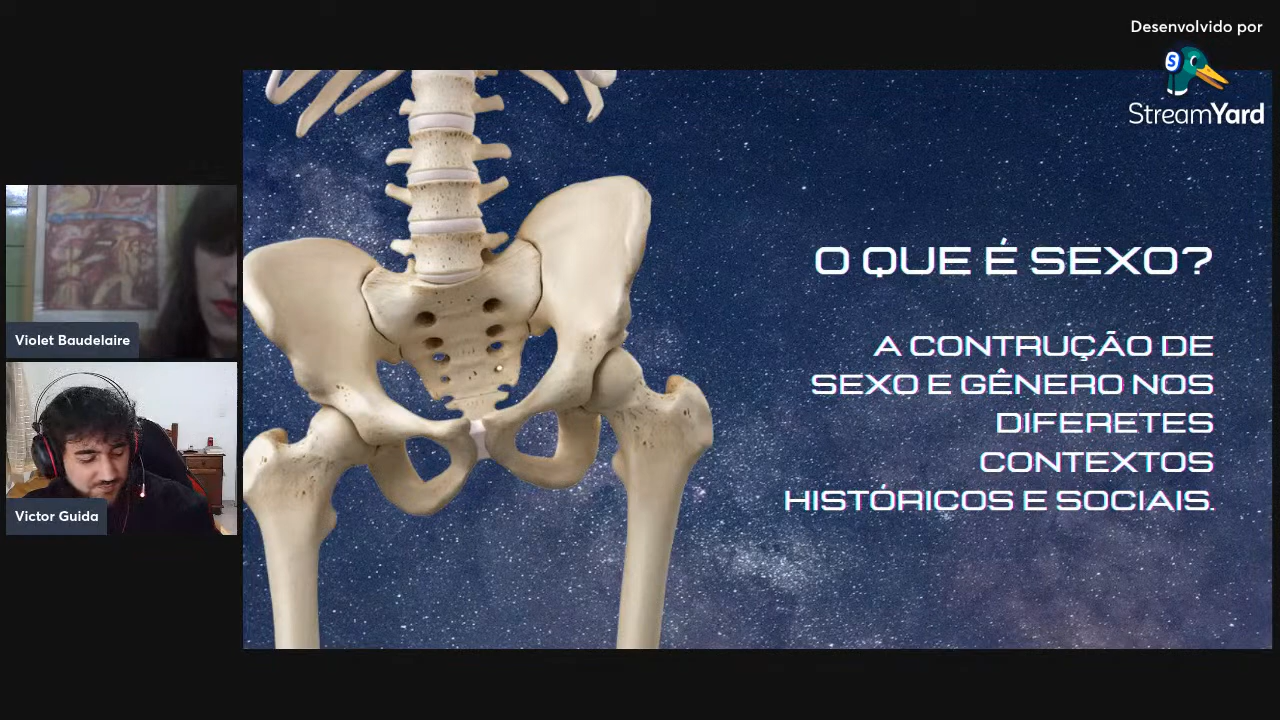 Desenvolvido por
S
StreamYard
O QUE É SEXO?
A CONTRUÇÃO DE
SEXO E GÊNERO NOS
DIFERETES
CONTEXTOS
HISTÓRICOS E SOCIAIS.
Violet Baudelaire
Victor Guida